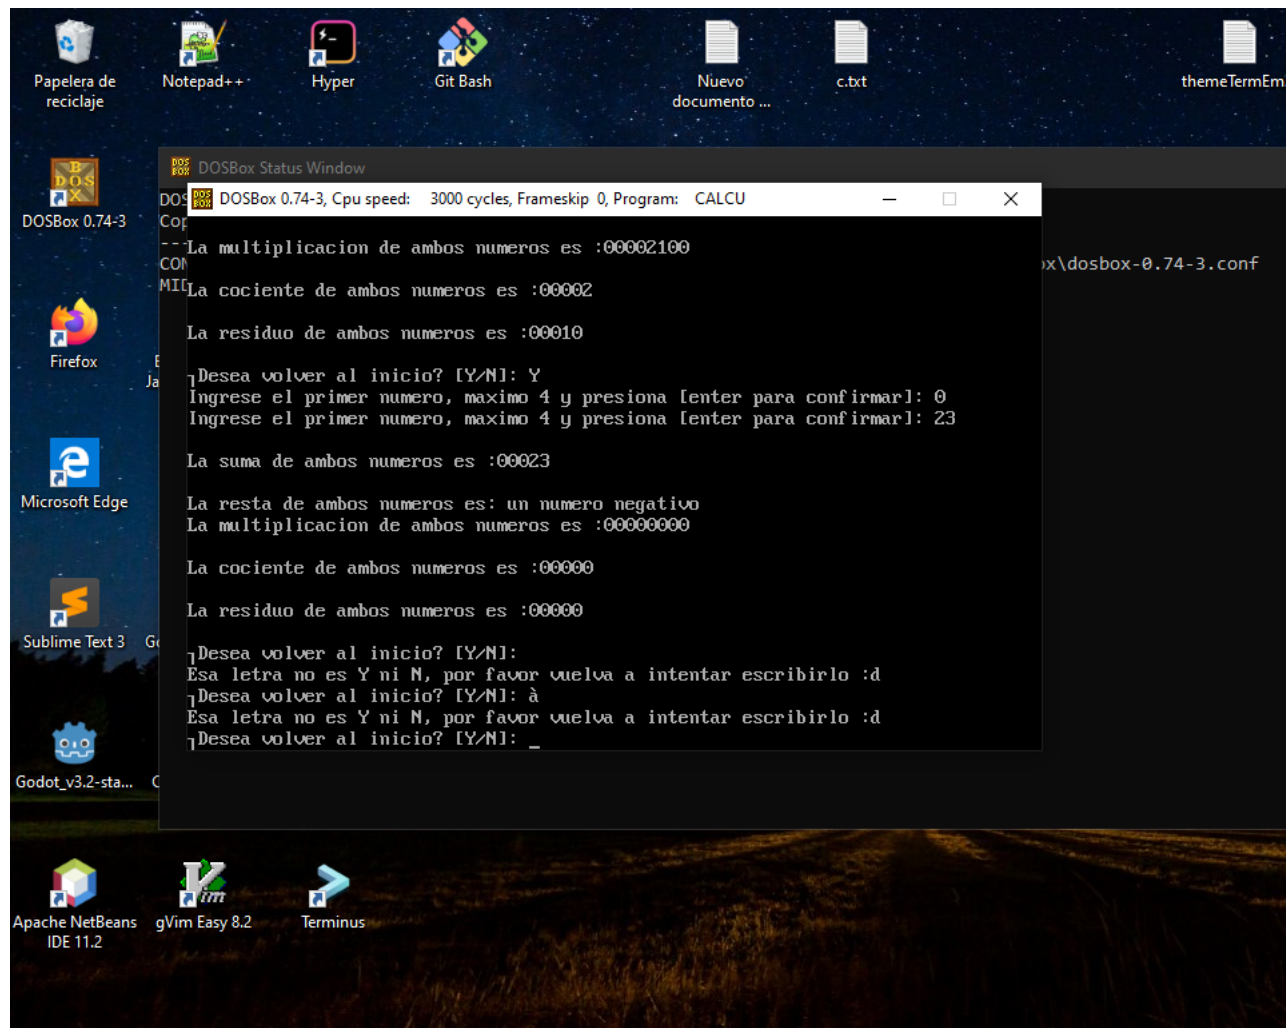 Papelera de
reciclaje
Notepad++
Hyper
Git Bash
Nuevo
documento ...
c.txt
themeTermEm
DOSBox 0.74-3
Firefox
Microsoft Edge
Sublime Text 3
Godot_v3.2-sta...
Apache NetBeans
IDE 11.2
gVim Easy 8.2
Terminus
DOSBox Status Window
ox\dosbox-0.74-3.conf
DOSBox 0.74-3, Cpu speed: 3000 cycles, Frameskip 0, Program: CALCU
La multiplicacion de ambos numeros es :00002100
La cociente de ambos numeros es :00002
La residuo de ambos numeros es :00010
┐Desea volver al inicio? [Y/N]: Y
Ingrese el primer numero, maximo 4 y presiona [enter para confirmar]: 0
Ingrese el primer numero, maximo 4 y presiona [enter para confirmar]: 23
La suma de ambos numeros es :00023
La resta de ambos numeros es: un numero negativo
La multiplicacion de ambos numeros es :00000000
La cociente de ambos numeros es :00000
La residuo de ambos numeros es :00000
┐Desea volver al inicio? [Y/N]:
Esa letra no es Y ni N, por favor vuelva a intentar escribirlo :d
┐Desea volver al inicio? [Y/N]: à
Esa letra no es Y ni N, por favor vuelva a intentar escribirlo :d
┐Desea volver al inicio? [Y/N]: _